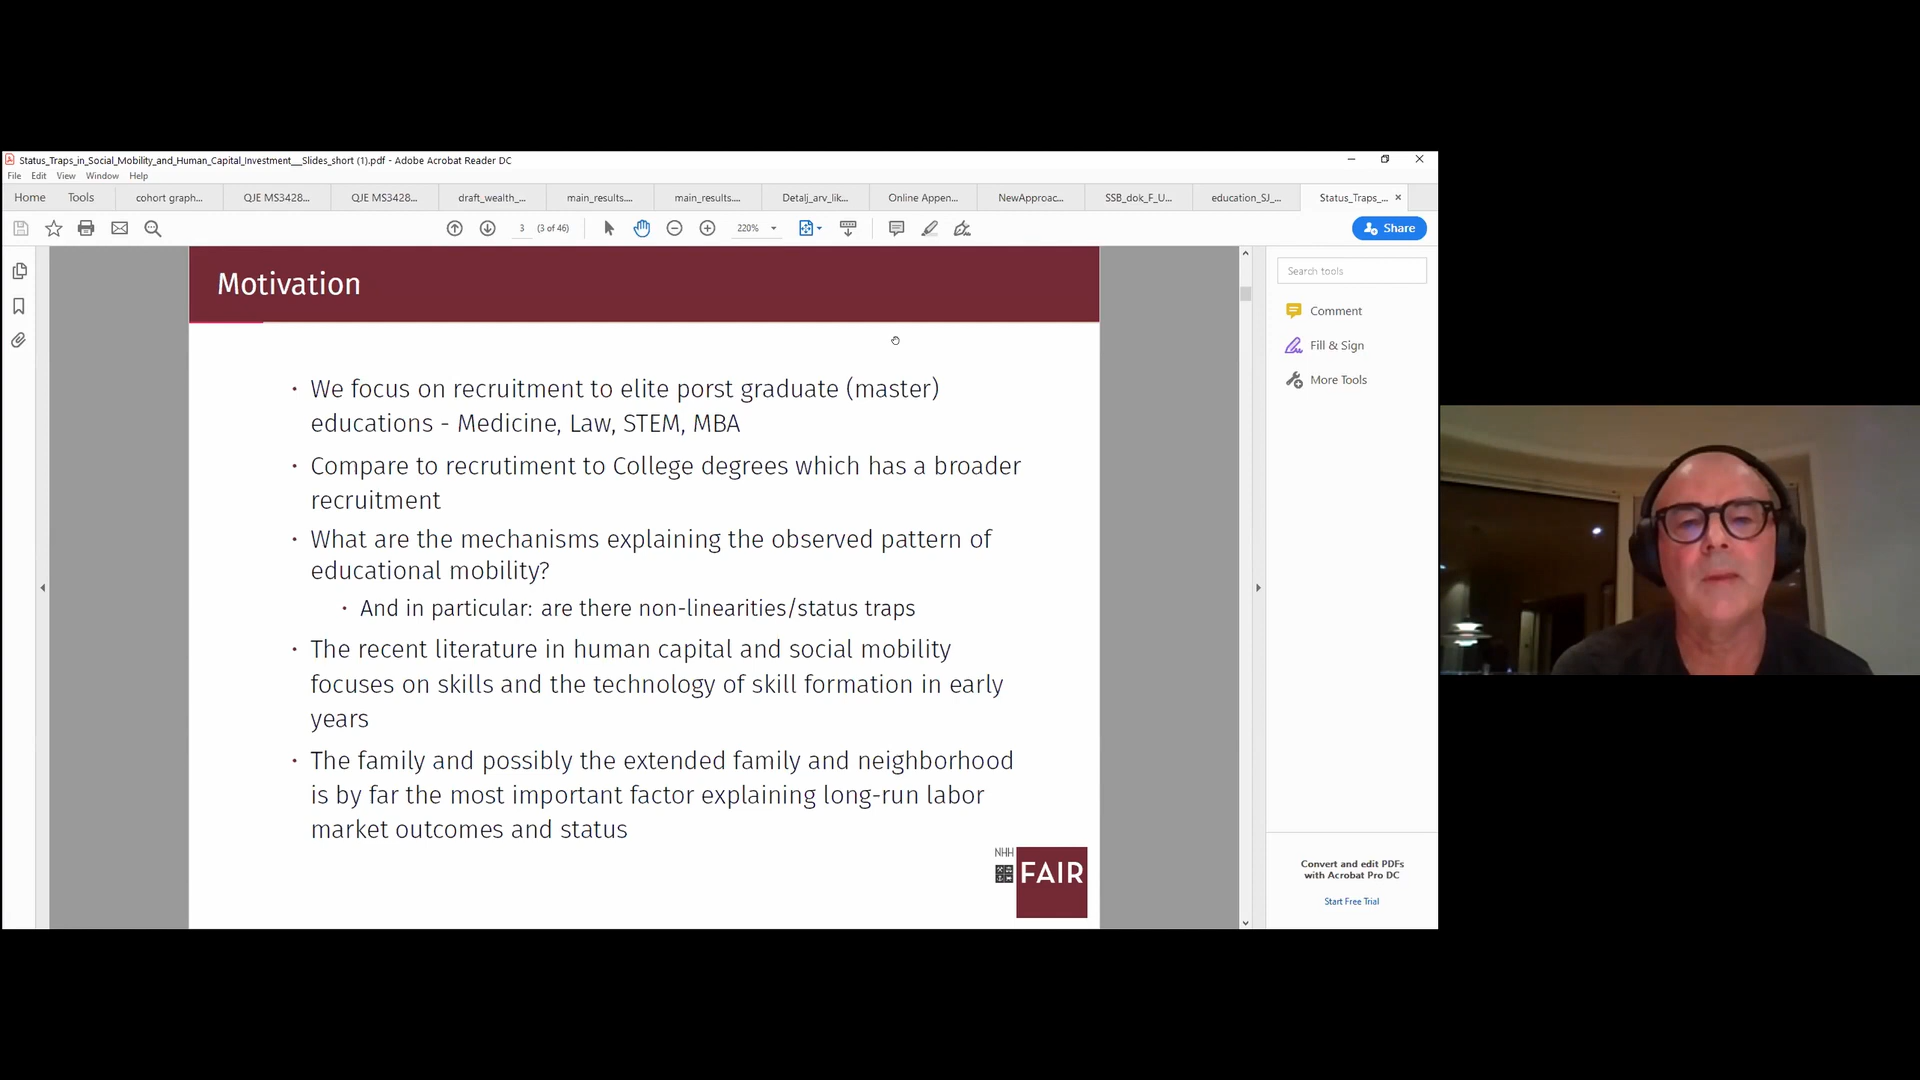 Status_Traps_in_Social_Mobility_and_Human_Capital_Investment__Slides_short (1).pdf - Adobe Acrobat Reader DC
File Edit View Window Help
Home Tools cohort graph... QJE MS3428... QJE MS3428... draft_wealth_... main_results.... main_results.... Detalj_arv_lik... Online Appen... NewApproac... SSB_dok_F_U... education_SJ_... Status_Traps_...
3 (3 of 46) 220% Share
Motivation
• We focus on recruitment to elite porst graduate (master)
educations - Medicine, Law, STEM, MBA
• Compare to recrutiment to College degrees which has a broader
recruitment
• What are the mechanisms explaining the observed pattern of
educational mobility?
• And in particular: are there non-linearities/status traps
• The recent literature in human capital and social mobility
focuses on skills and the technology of skill formation in early
years
• The family and possibly the extended family and neighborhood
is by far the most important factor explaining long-run labor
market outcomes and status
NHH
FAIR
Search tools
Comment
Fill & Sign
More Tools
Convert and edit PDFs
with Acrobat Pro DC
Start Free Trial